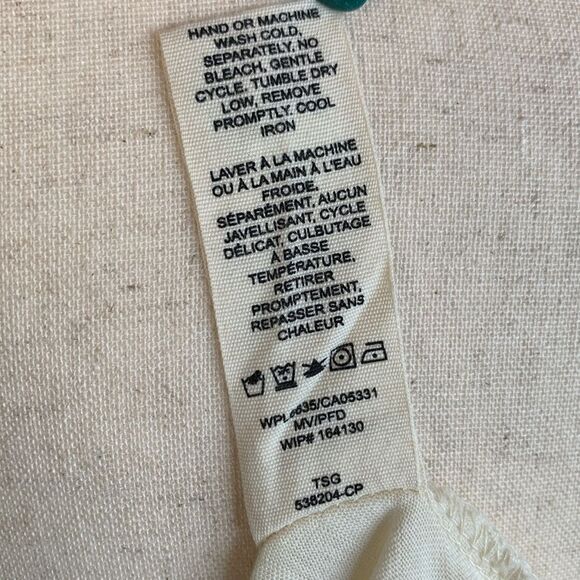 HAND OR MACHINE
WASH COLD,
SEPARATELY, NO
BLEACH, GENTLE
CYCLE, TUMBLE DRY
LOW, REMOVE
PROMPTLY, COOL
IRON
LAVER À LA MACHINE
OU À LA MAIN À L'EAU
FROIDE,
SÉPARÉMENT, AUCUN
JAVELLISANT, CYCLE
DÉLICAT, CULBUTAGE
À BASSE
TEMPÉRATURE,
RETIRER
PROMPTEMENT,
REPASSER SANS
CHALEUR
CA05331
MV/PFD
WIP# 164130
TSG
538204-CP